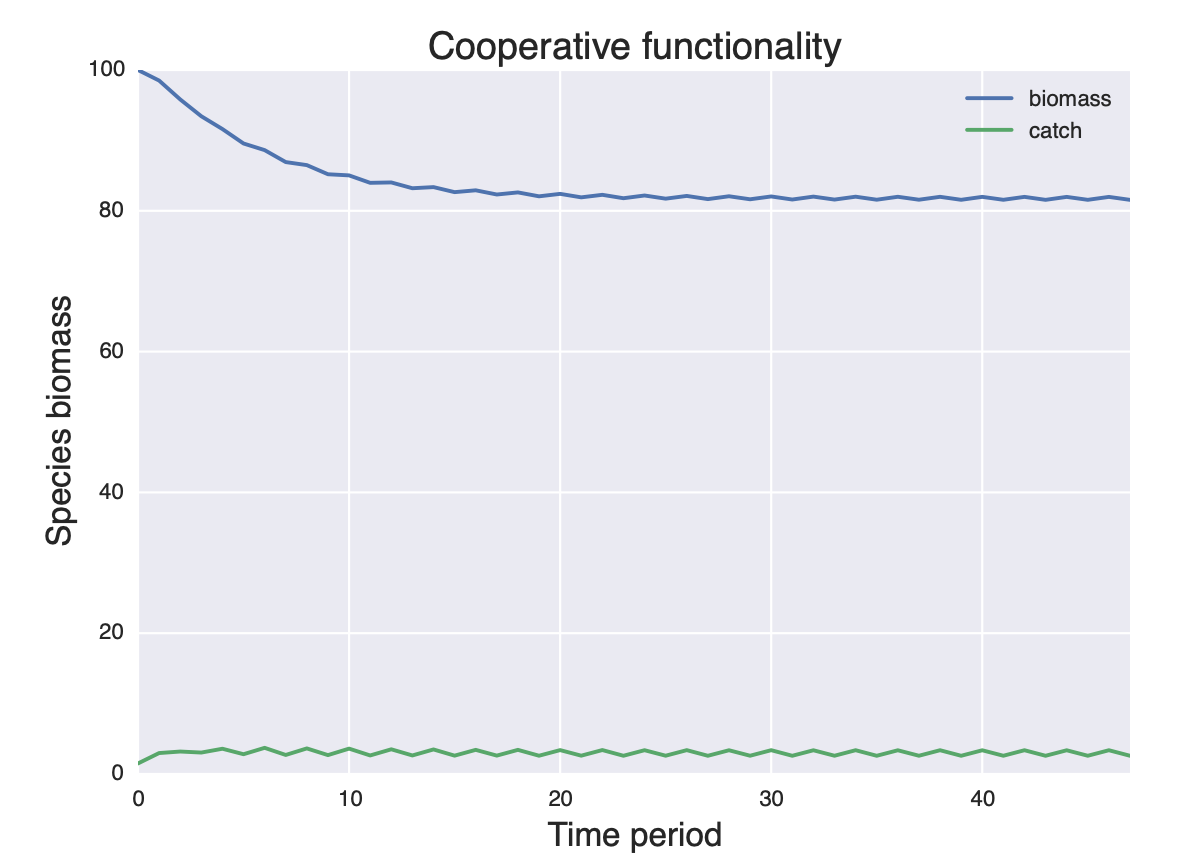 Cooperative functionality
100
80
60
40
20
0
Species biomass
biomass
catch
0 10 20 30 40
Time period